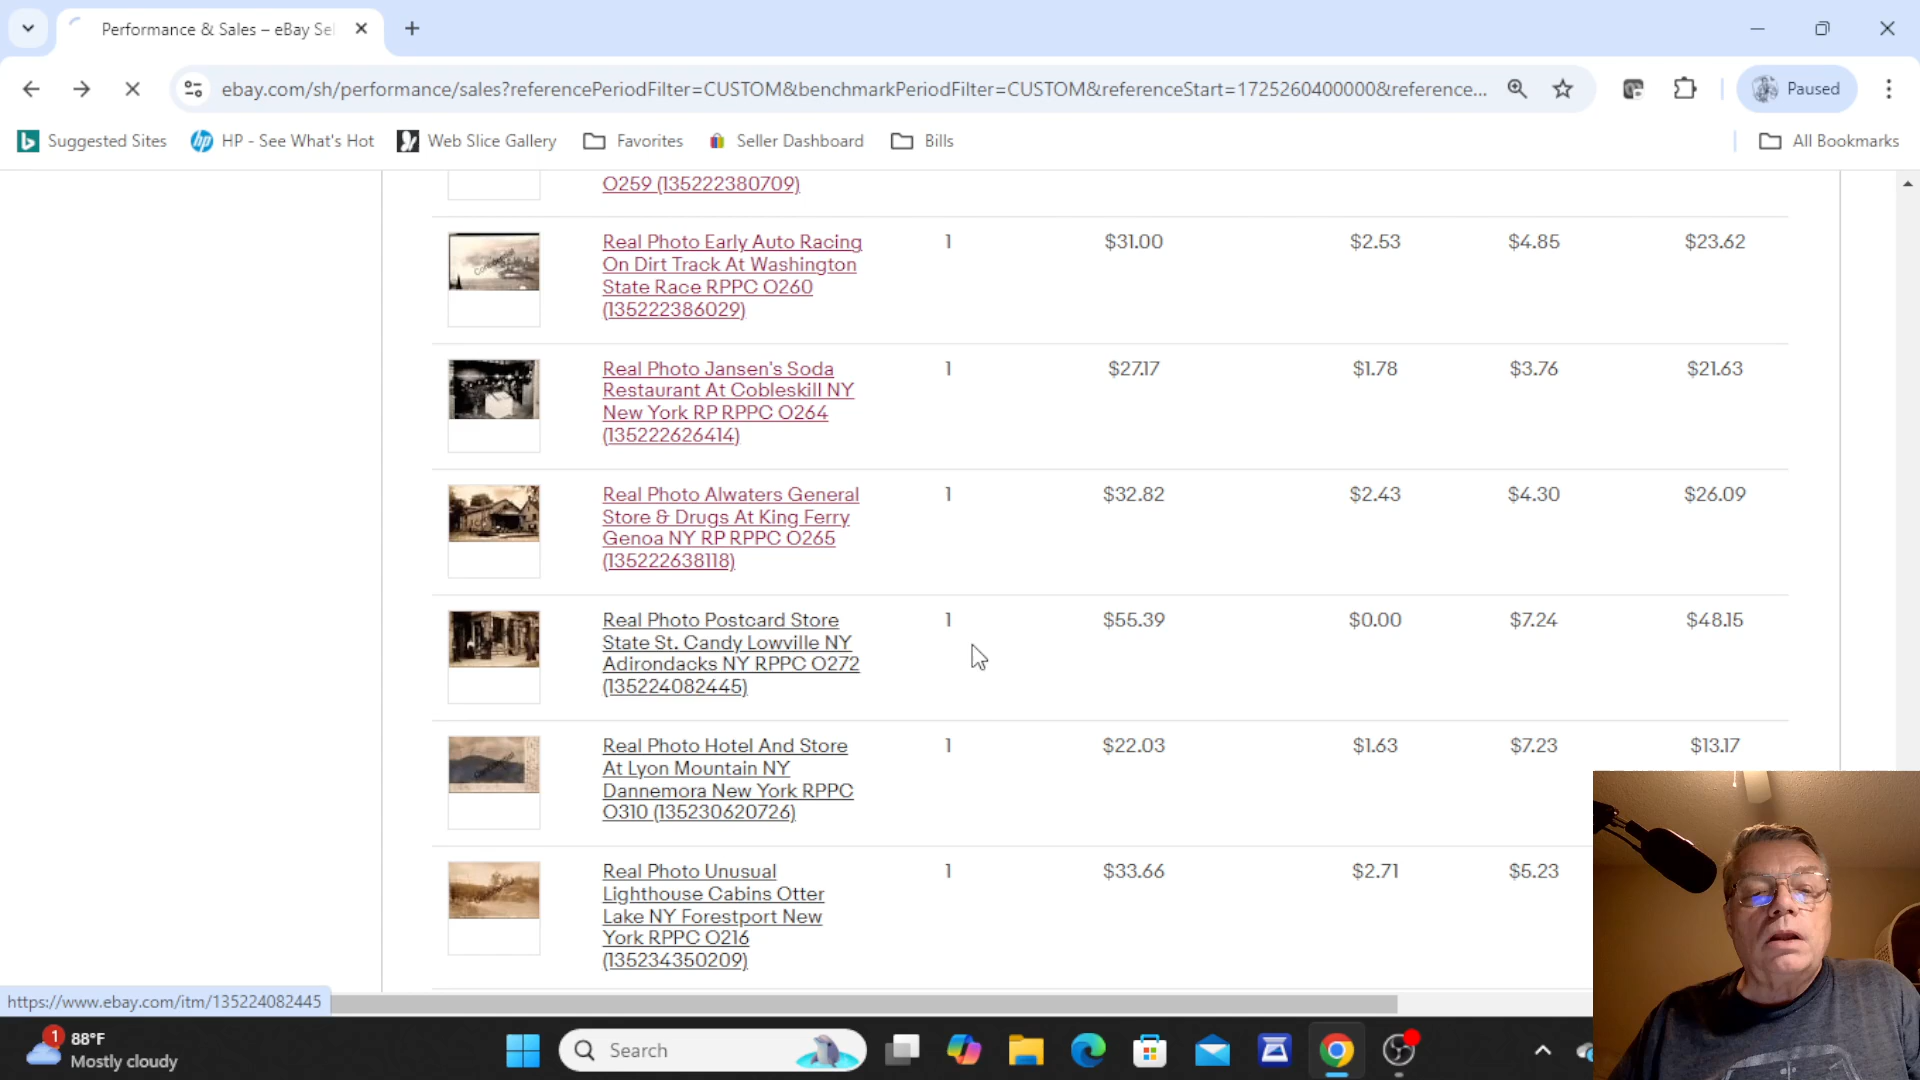 Performance & Sales – eBay Sel
ebay.com/sh/performance/sales?referencePeriodFilter=CUSTOM&benchmarkPeriodFilter=CUSTOM&referenceStart=1725260400000&reference...
Paused
Suggested Sites
HP - See What's Hot
Web Slice Gallery
Favorites
Seller Dashboard
Bills
All Bookmarks
O259 (135222380709)
Real Photo Early Auto Racing 1 $31.00 $2.53 $4.85 $23.62
On Dirt Track At Washington
State Race RPPC O260
(135222386029)
Real Photo Jansen's Soda 1 $27.17 $1.78 $3.76 $21.63
Restaurant At Cobleskill NY
New York RP RPPC O264
(135222626414)
Real Photo Alwaters General 1 $32.82 $2.43 $4.30 $26.09
Store & Drugs At King Ferry
Genoa NY RP RPPC O265
(135222638118)
Real Photo Postcard Store 1 $55.39 $0.00 $7.24 $48.15
State St. Candy Lowville NY
Adirondacks NY RPPC O272
(135224082445)
Real Photo Hotel And Store 1 $22.03 $1.63 $7.23 $13.17
At Lyon Mountain NY
Dannemora New York RPPC
O310 (135230620726)
Real Photo Unusual 1 $33.66 $2.71 $5.23
Lighthouse Cabins Otter
Lake NY Forestport New
York RPPC O216
(135234350209)
https://www.ebay.com/itm/135224082445
1
88°F
Mostly cloudy
Search